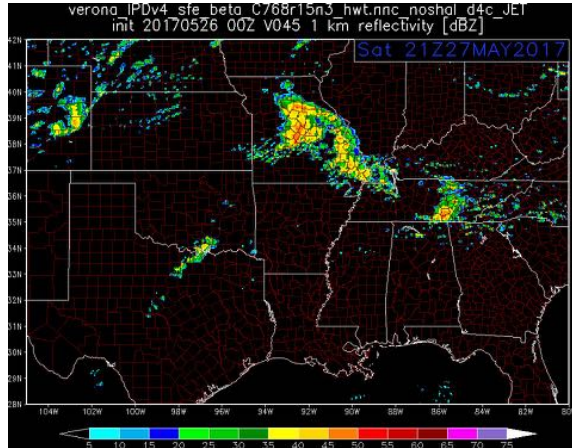 verona_IPDv4_sfe_beta_C768r15n3_hwt.nnc_noshal_d4c_JET
init 20170526 00Z V045 1 km reflectivity [dBZ]
Sat 21Z27MAY2017
42N
41N
40N
39N
38N
37N
36N
35N
34N
33N
32N
31N
30N
29N
28N
104W 102W 100W 98W 96W 94W 92W 90W 88W 86W 84W 82W 80W
5 10 15 20 25 30 35 40 45 50 55 60 65 70 75